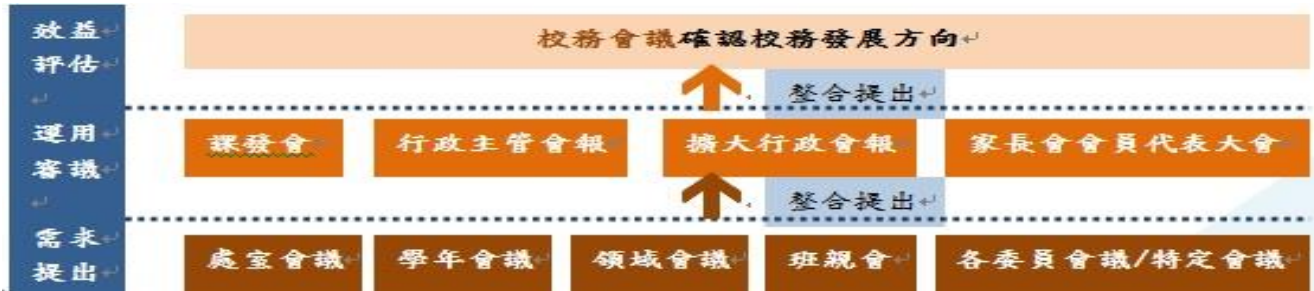 效益
評估
校務會議確認校務發展方向
整合提出
運用
審議
課發會
行政主管會報
擴大行政會報
家長會會員代表大會
整合提出
需求
提出
處室會議
學年會議
領域會議
班親會
各委員會議/特定會議